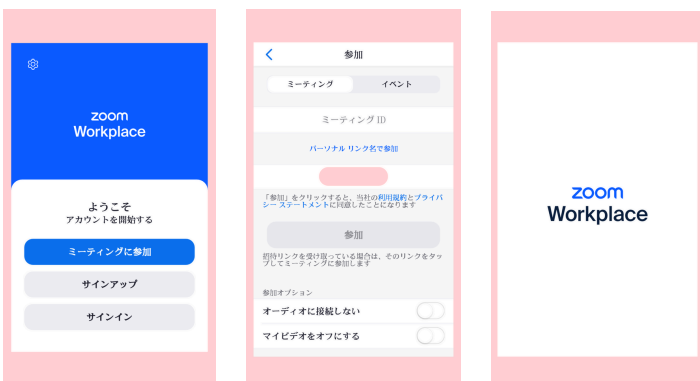 zoom
Workplace
ようこそ
アカウントを開始する
ミーティングに参加
サインアップ
サインイン
参加
ミーティング
イベント
ミーティング ID
パーソナル リンク名で参加
「参加」をクリックすると、当社の利用規約とプライバ
シー ステートメントに同意したことになります
参加
招待リンクを受け取っている場合は、そのリンクをタッ
プしてミーティングに参加します
参加オプション
オーディオに接続しない
マイビデオをオフにする
zoom
Workplace